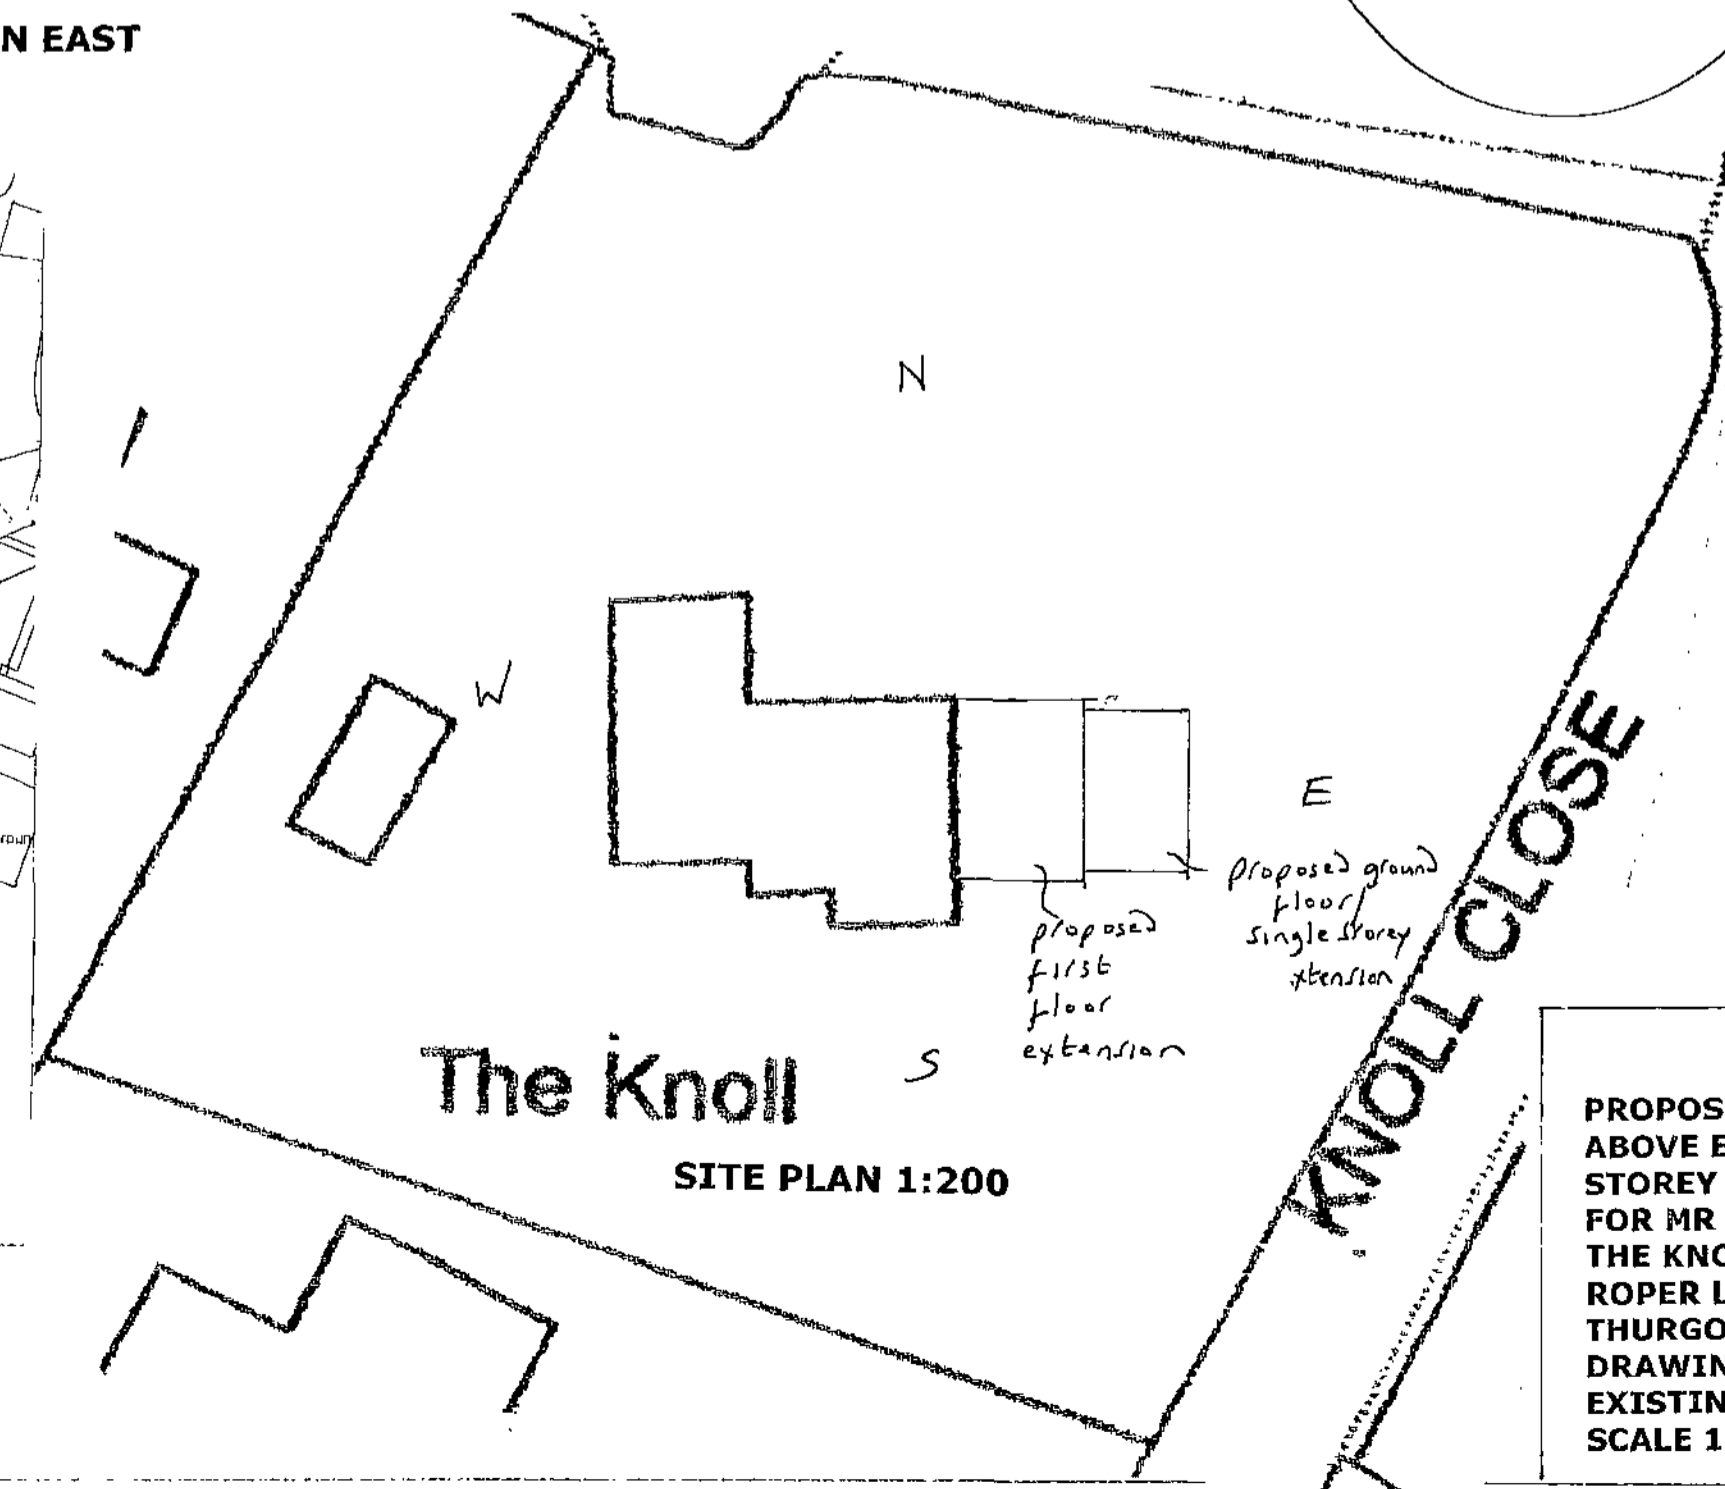 N EAST
N
W
E
proposed ground
floor/
single storey
xtension
proposed
first
floor
extension
S
The Knoll
SITE PLAN 1:200
KNOLL CLOSE
PROPOS
ABOVE E
STOREY
FOR MR
THE KNO
ROPER L
THURGO
DRAWIN
EXISTIN
SCALE 1